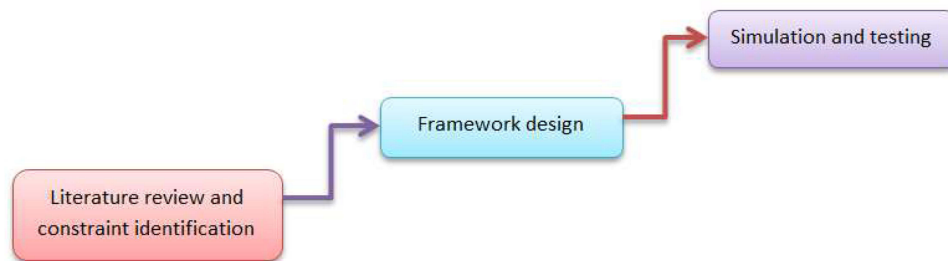 Simulation and testing
Framework design
Literature review and
constraint identification